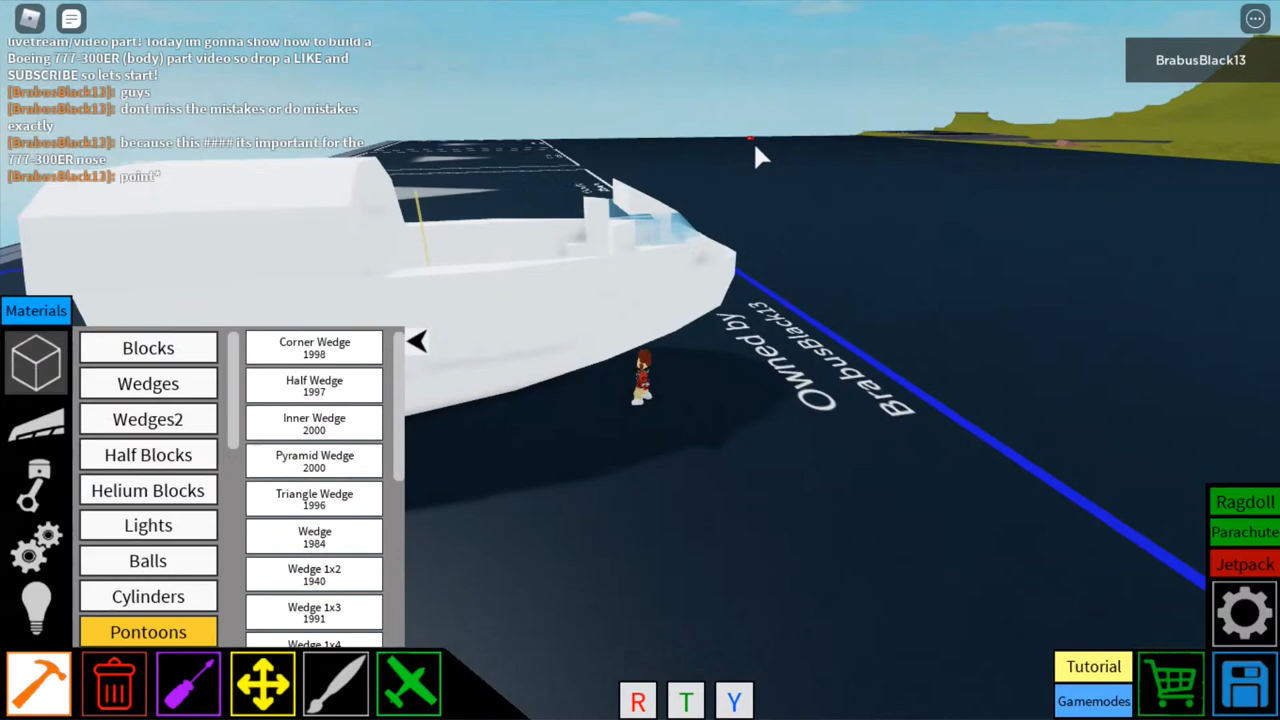 livetream/video part! Today im gonna show how to build a
Boeing 777-300ER (body) part video so drop a LIKE and
SUBSCRIBE so lets start!
[BrabusBlack13]: guys
[BrabusBlack13]: dont miss the mistakes or do mistakes
exactly
[BrabusBlack13]: because this #### its important for the
777-300ER nose
[BrabusBlack13]: point*
BrabusBlack13
Owned by
BrabusBlack13
Materials
Blocks
Wedges
Wedges2
Half Blocks
Helium Blocks
Lights
Balls
Cylinders
Pontoons
Corner Wedge
1998
Half Wedge
1997
Inner Wedge
2000
Pyramid Wedge
2000
Triangle Wedge
1996
Wedge
1984
Wedge 1x2
1940
Wedge 1x3
1991
Wedge 1x4
Ragdoll
Parachute
Jetpack
Tutorial
Gamemodes
R
T
Y